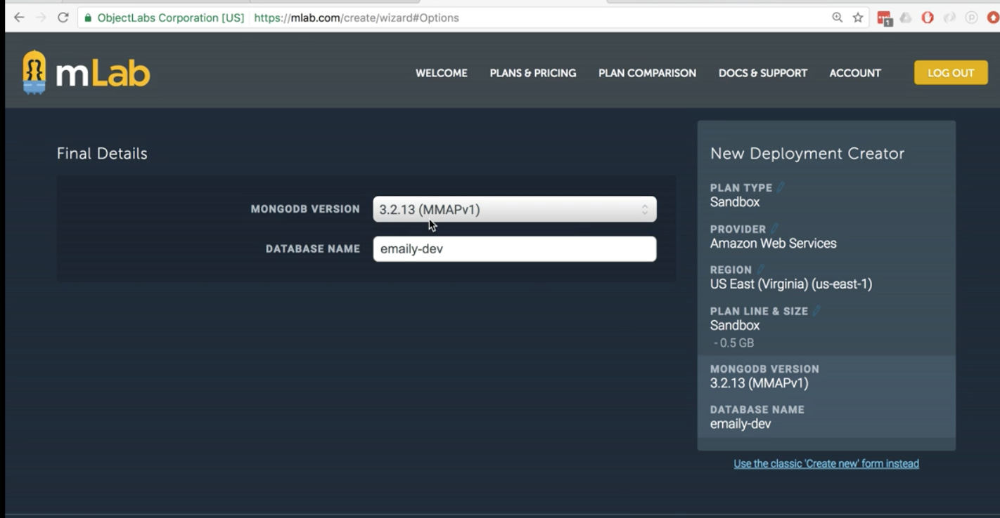 ObjectLabs Corporation [US] https://mlab.com/create/wizard#Options
1
mLab
WELCOME PLANS & PRICING PLAN COMPARISON DOCS & SUPPORT ACCOUNT LOG OUT
Final Details
MONGODB VERSION 3.2.13 (MMAPv1)
DATABASE NAME emaily-dev
New Deployment Creator
PLAN TYPE
Sandbox
PROVIDER
Amazon Web Services
REGION
US East (Virginia) (us-east-1)
PLAN LINE & SIZE
Sandbox
- 0.5 GB
MONGODB VERSION
3.2.13 (MMAPv1)
DATABASE NAME
emaily-dev
Use the classic 'Create new' form instead